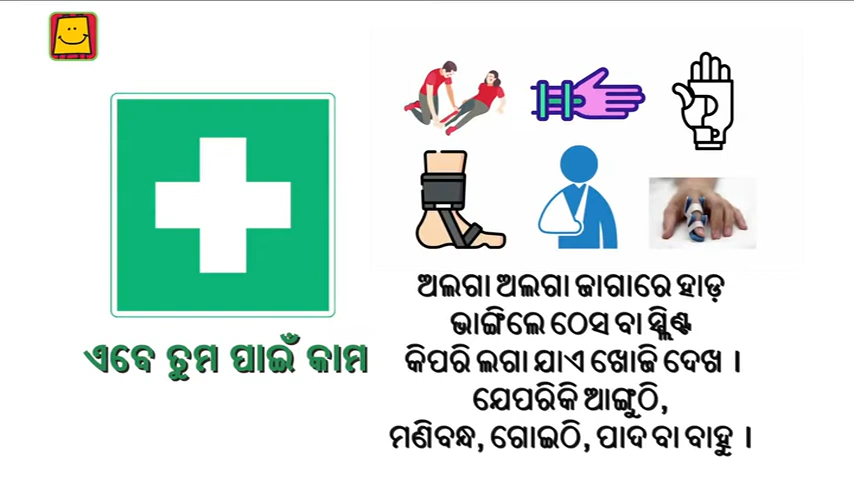 ଏବେ ତୁମ ପାଇଁ କାମ
ଅଲଗା ଅଲଗା ଜାଗାରେ ହାଡ଼
ଭାଙ୍ଗିଲେ ଠେସ ବା ସ୍ପ୍ଲିଣ୍ଟ
କିପରି ଲଗା ଯାଏ ଖୋଜି ଦେଖ ।
ଯେପରିକି ଆଙ୍ଗୁଠି,
ମଣିବନ୍ଧ, ଗୋଇଠି, ପାଦ ବା ବାହୁ ।